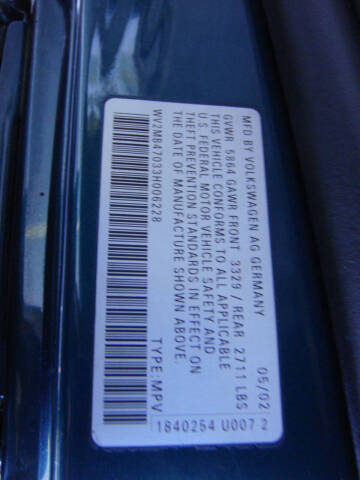 MFD BY VOLKSWAGEN AG GERMANY 05/02
GVWR 5864 GAWR FRONT 3329 / REAR 2711 LBS
THIS VEHICLE CONFORMS TO ALL APPLICABLE
U.S. FEDERAL MOTOR VEHICLE SAFETY AND
THEFT PREVENTION STANDARDS IN EFFECT ON
THE DATE OF MANUFACTURE SHOWN ABOVE.
WV2MB47033H006228 TYPE:MPV
1840254 U007 2